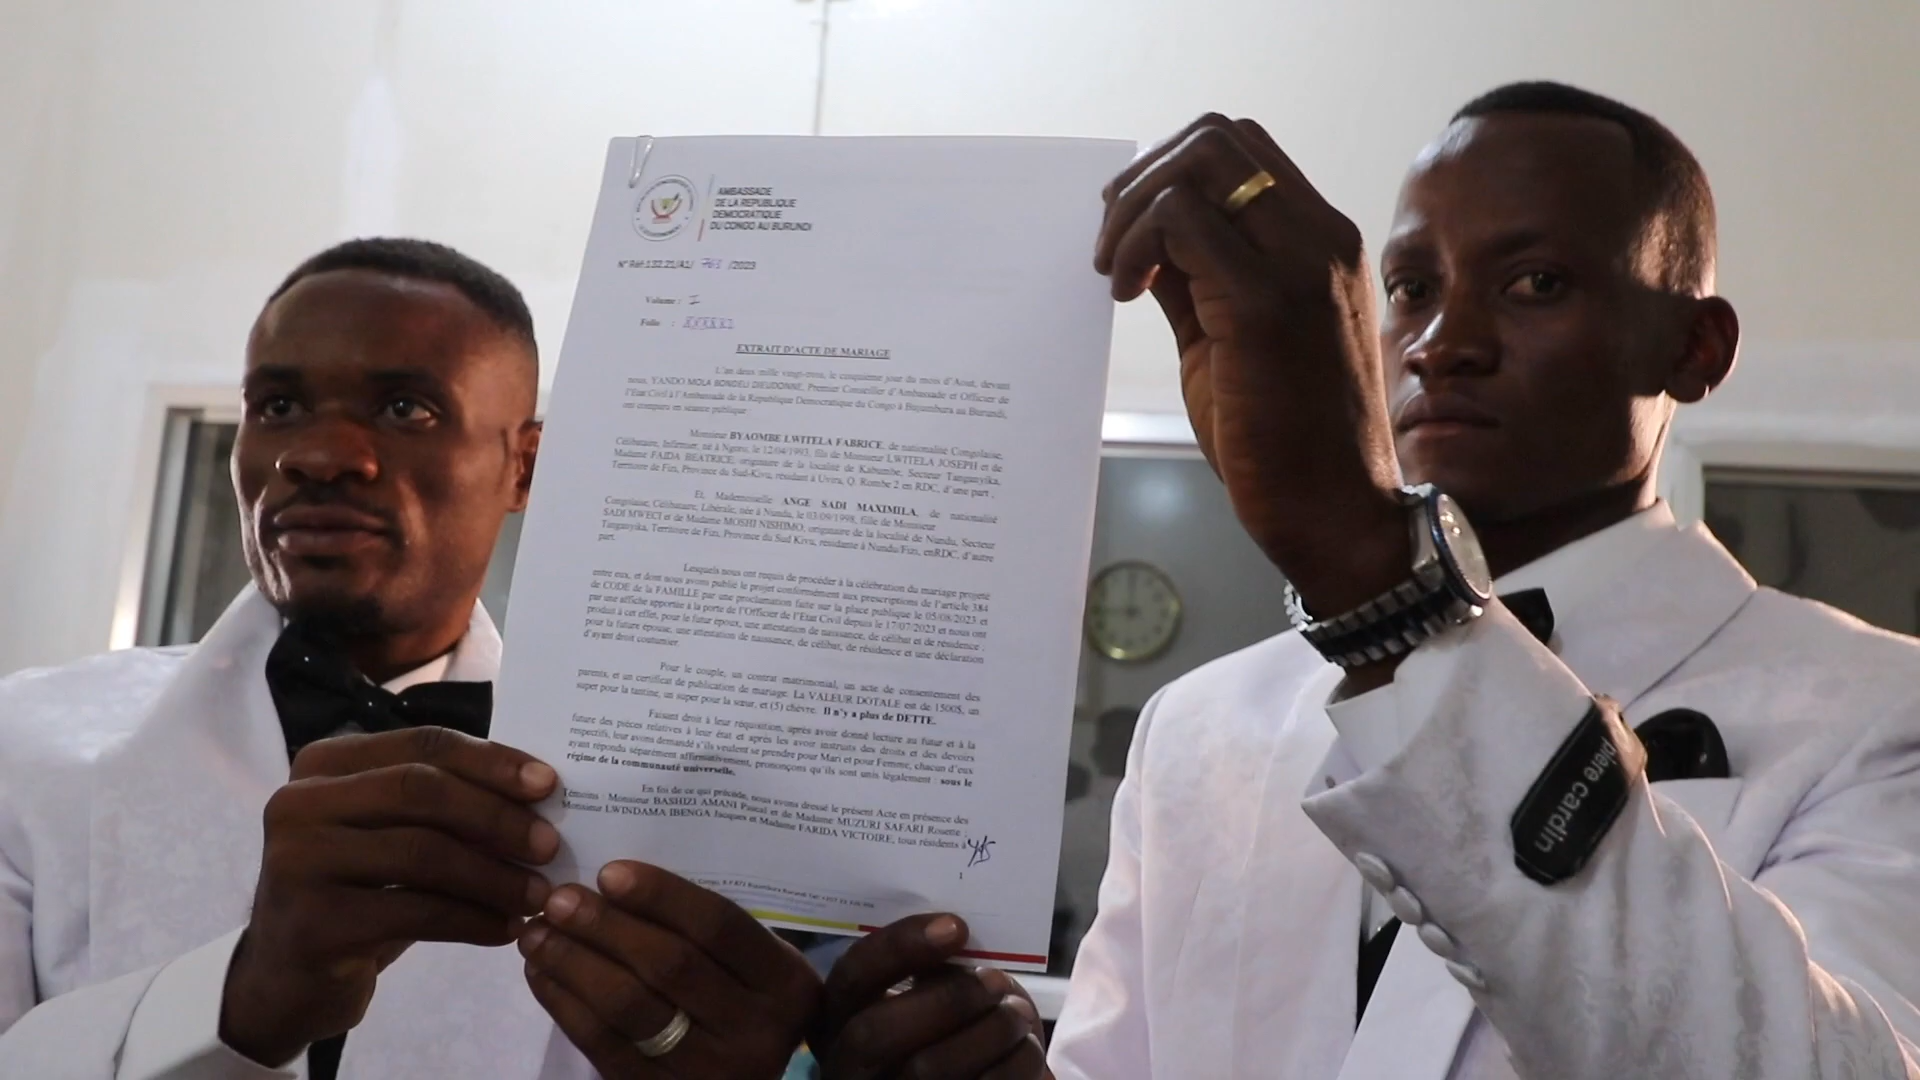 AMBASSADE
DE LA REPUBLIQUE
DEMOCRATIQUE
DU CONGO AU BURUNDI
N°Réf:132.21/A1/ 763 /2023
Volume : I
Folio :
EXTRAIT D'ACTE DE MARIAGE
L'an deux mille vingt-trois, le cinquième jour du mois d'Aout, devant
nous, YANDO MOLA BONDELI DIEUDONNE, Premier Conseiller d'Ambassade et Officier de
l'Etat Civil à l'Ambassade de la Republique Democratique du Congo à Bujumbura au Burundi,
ont comparu en séance publique :
Monsieur BYAOMBE LWITELA FABRICE, de nationalité Congolaise,
Célibataire, Infirmier, né à Ngoro, le 12/04/1993, fils de Monsieur LWITELA JOSEPH et de
Madame FAIDA BEATRICE, originaire de la localité de Kabumbe, Secteur Tanganyika,
Territoire de Fizi, Province du Sud-Kivu, résidant à Uvira, Q. Rombe 2 en RDC, d'une part ,
Et, Mademoiselle ANGE SADI MAXIMILA, de nationalité
Congolaise, Célibataire, Libérale, née à Nundu, le 03/09/1998, fille de Monsieur
SADI MWECI et de Madame MOSHI NISHIMO, originaire de la localité de Nundu, Secteur
Tanganyika, Territoire de Fizi, Province du Sud Kivu, résidante à Nundu/Fizi, enRDC, d'autre
part.
Lesquels nous ont requis de procéder à la célébration du mariage projeté
entre eux, et dont nous avons publié le projet conformément aux prescriptions de l'article 384
de CODE de la FAMILLE par une proclamation faite sur la place publique le 05/08/2023 et
par une affiche apportée à la porte de l'Officier de l'Etat Civil depuis le 17/07/2023 et nous ont
produit à cet effet, pour le futur époux, une attestation de naissance, de célibat et de résidence ;
pour la future épouse, une attestation de naissance, de célibat, de résidence et une déclaration
d'ayant droit coutumier.
Pour le couple, un contrat matrimonial, un acte de consentement des
parents, et un certificat de publication de mariage. La VALEUR DOTALE est de 1500$, un
super pour la tantine, un super pour la sœur, et (5) chèvre. Il n'y a plus de DETTE.
Faisant droit à leur réquisition, après avoir donné lecture au futur et à la
future des pièces relatives à leur état et après les avoir instruits des droits et des devoirs
respectifs, leur avons demandé s'ils veulent se prendre pour Mari et pour Femme, chacun d'eux
ayant répondu séparément affirmativement, prononçons qu'ils sont unis légalement : sous le
régime de la communauté universelle.
En foi de ce qui précède, nous avons dressé le présent Acte en présence des
Témoins : Monsieur BASHIZI AMANI Pascal et de Madame MUZURI SAFARI Rosette ;
Monsieur LWINDAMA IBENGA Jacques et Madame FARIDA VICTOIRE, tous résidents à
1
pierre cardin